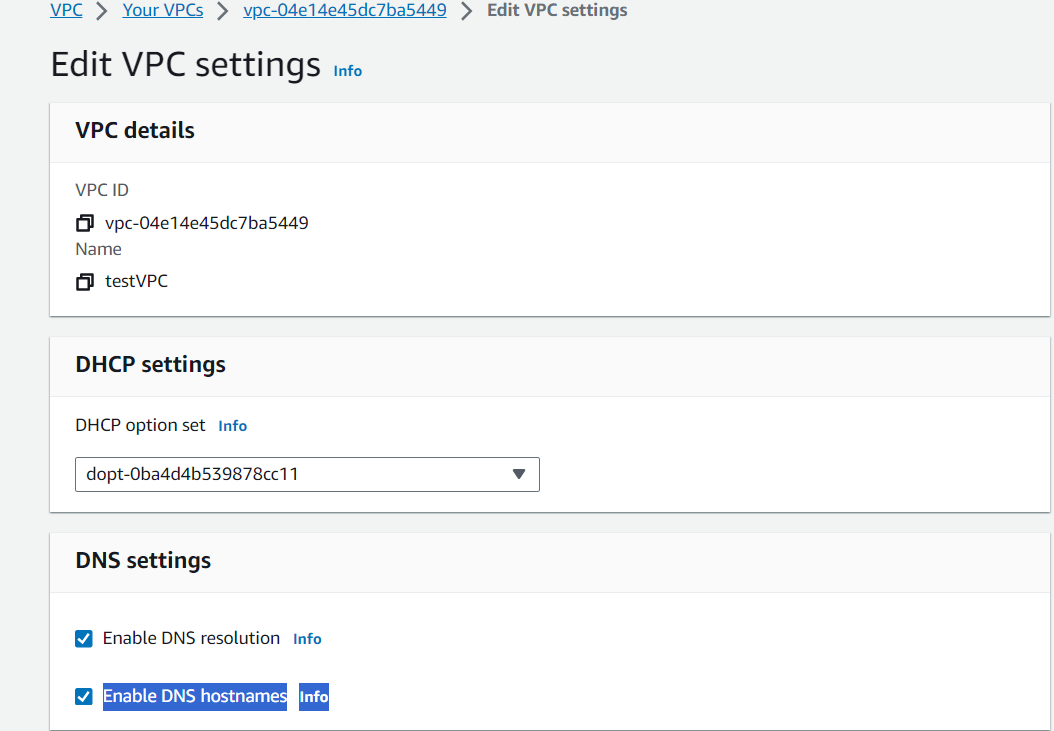 VPC > Your VPCs > vpc-04e14e45dc7ba5449 > Edit VPC settings
Edit VPC settings Info
VPC details
VPC ID
vpc-04e14e45dc7ba5449
Name
testVPC
DHCP settings
DHCP option set Info
dopt-0ba4d4b539878cc11
DNS settings
Enable DNS resolution Info
Enable DNS hostnames Info